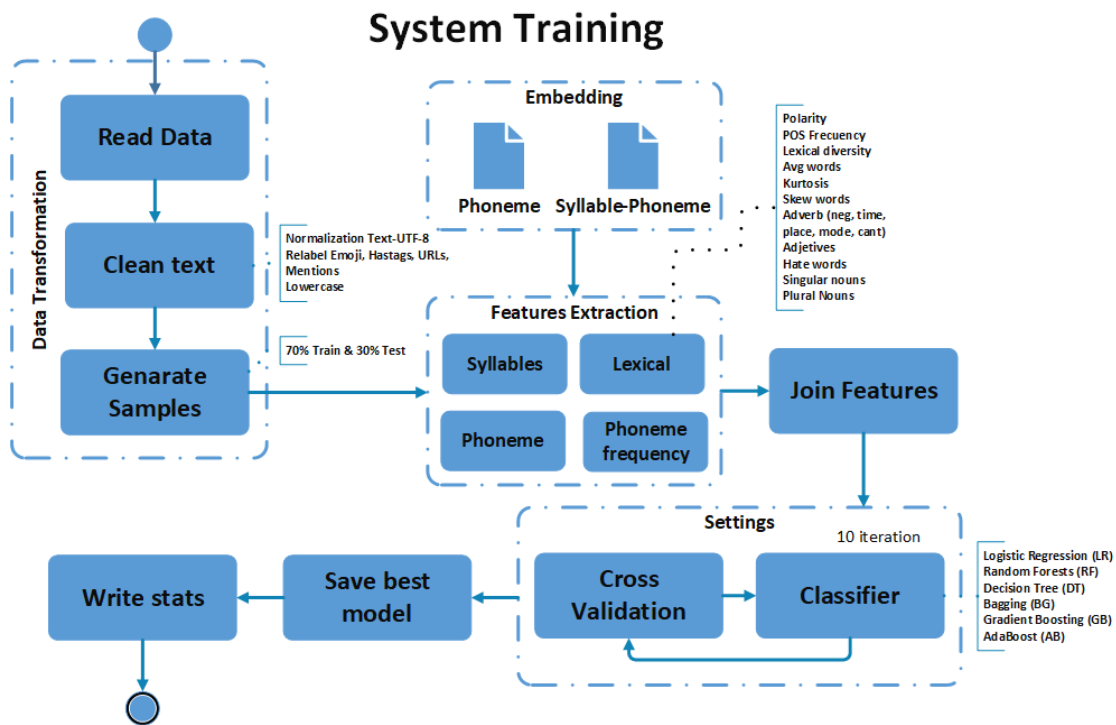 System Training
Data Transformation
Read Data
Clean text
Normalization Text-UTF-8
Relabel Emoji, Hastags, URLs,
Mentions
Lowercase
Genarate
Samples
70% Train & 30% Test
Embedding
Phoneme
Syllable-Phoneme
Polarity
POS Frecuency
Lexical diversity
Avg words
Kurtosis
Skew words
Adverb (neg, time,
place, mode, cant)
Adjetives
Hate words
Singular nouns
Plural Nouns
Features Extraction
Syllables
Lexical
Phoneme
Phoneme
frequency
Join Features
Settings
10 iteration
Cross
Validation
Classifier
Logistic Regression (LR)
Random Forests (RF)
Decision Tree (DT)
Bagging (BG)
Gradient Boosting (GB)
AdaBoost (AB)
Save best
model
Write stats